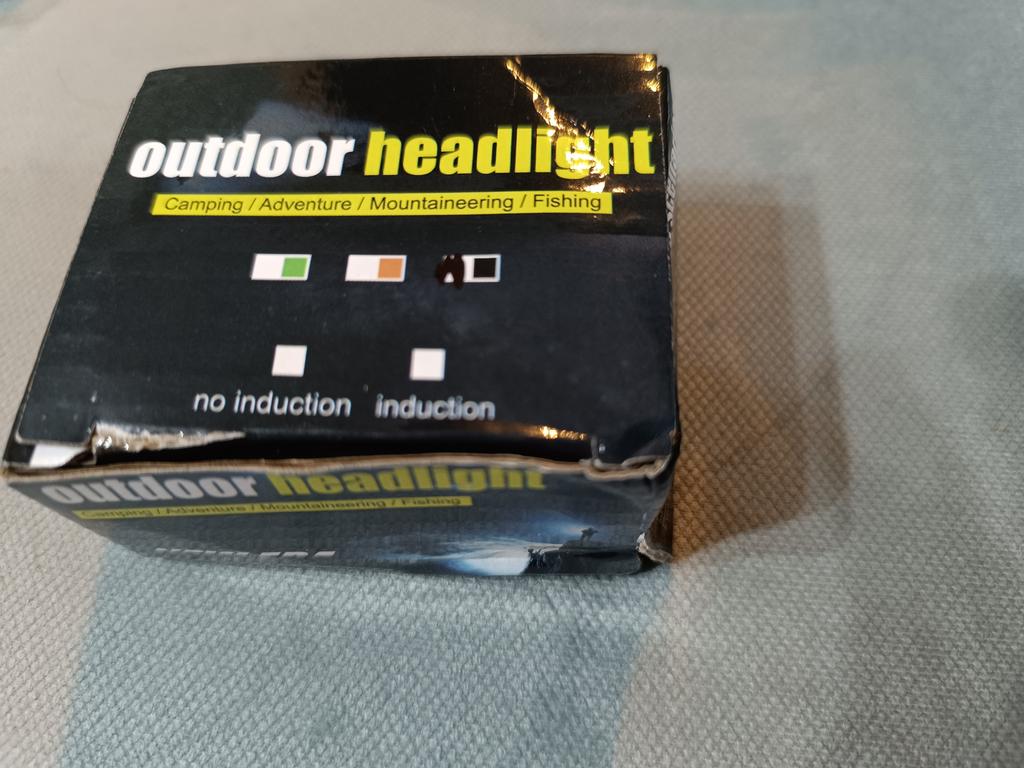 outdoor headlight
Camping / Adventure / Mountaineering / Fishing
no induction induction
outdoor headlight
Camping / Adventure / Mountaineering / Fishing